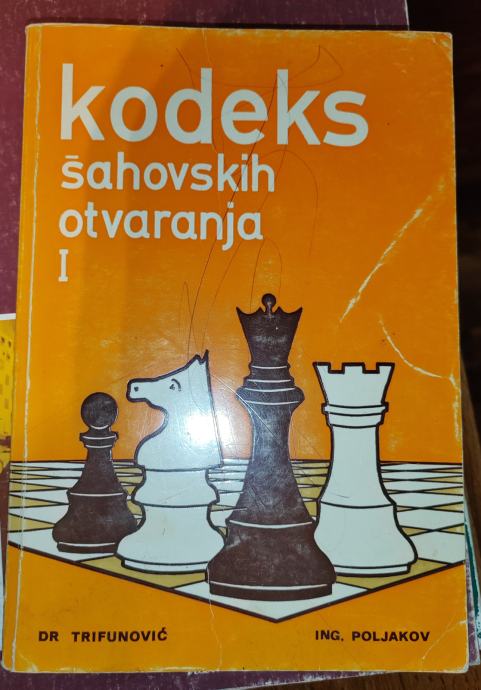 kodeks
šahovskih
otvaranja
I
DR TRIFUNOVIĆ
ING. POLJAKOV